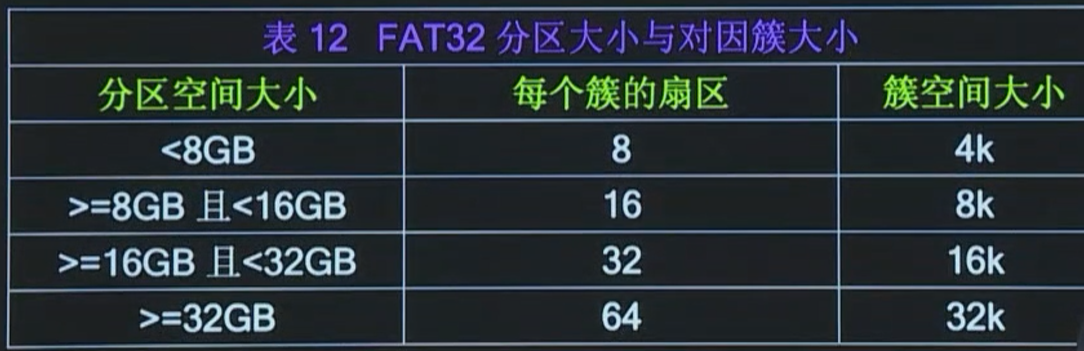 表 12 FAT32 分区大小与对因簇大小
分区空间大小 每个簇的扇区 簇空间大小
<8GB 8 4k
>=8GB 且<16GB 16 8k
>=16GB 且<32GB 32 16k
>=32GB 64 32k